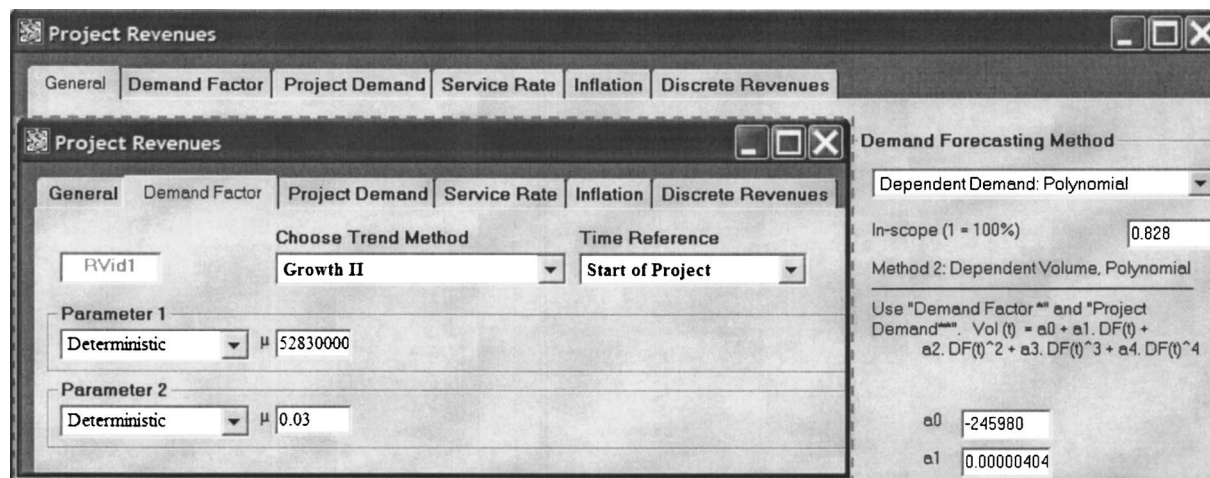 Project Revenues
General Demand Factor Project Demand Service Rate Inflation Discrete Revenues
Project Revenues
General Demand Factor Project Demand Service Rate Inflation Discrete Revenues
RVid1
Choose Trend Method
Growth II
Time Reference
Start of Project
Parameter 1
Deterministic μ 52830000
Parameter 2
Deterministic μ 0.03
Demand Forecasting Method
Dependent Demand: Polynomial
In-scope (1 = 100%) 0.828
Method 2: Dependent Volume, Polynomial
Use "Demand Factor *" and "Project
Demand**". Vol (t) = a0 + a1. DF(t) +
a2. DF(t)^2 + a3. DF(t)^3 + a4. DF(t)^4
a0 -245980
a1 0.00000404